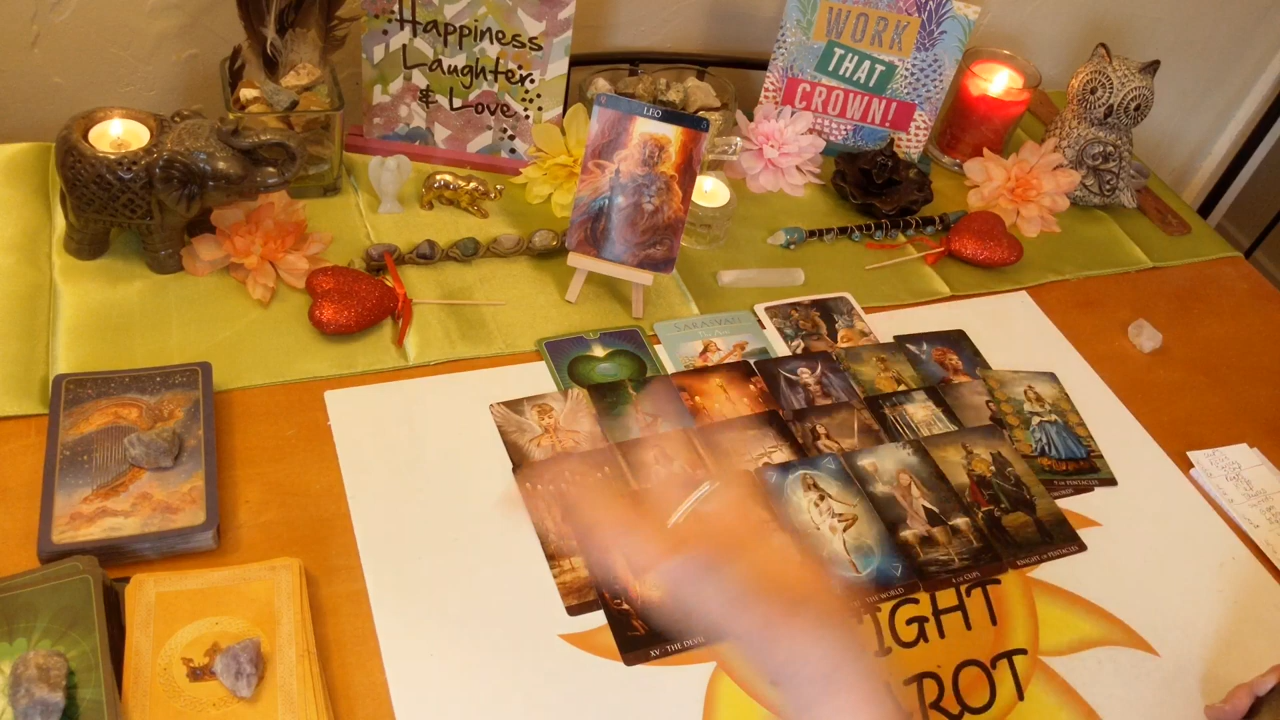 Happiness
Laughter
& Love
WORK
THAT
CROWN!
LEO
SARASVATI
9 OF PENTACLES
SWORDS
THE WORLD
4 OF CUPS
KNIGHT OF PENTACLES
XV • THE DEVIL
IGHT
ROT